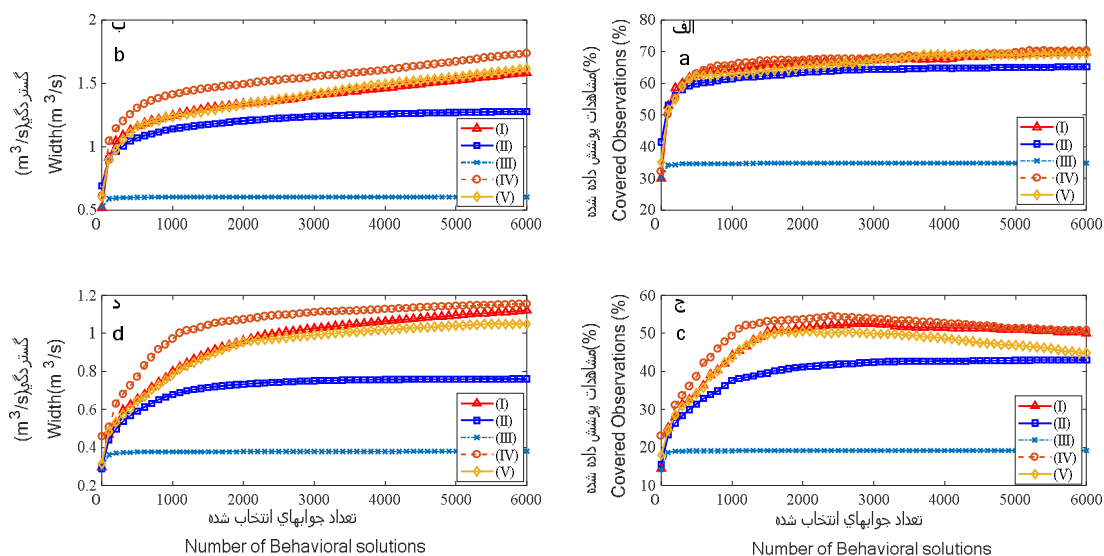 ب
b
2
1.5
1
0.5
گستردگي(m³/s)
Width(m³/s)
0 1000 2000 3000 4000 5000 6000
(I)
(II)
(III)
(IV)
(V)
الف
a
80
70
60
50
40
30
20
مشاهدات پوشش داده شده(%)
Covered Observations (%)
0 1000 2000 3000 4000 5000 6000
(I)
(II)
(III)
(IV)
(V)
د
d
1.2
1
0.8
0.6
0.4
0.2
گستردگي(m³/s)
Width(m³/s)
0 1000 2000 3000 4000 5000 6000
(I)
(II)
(III)
(IV)
(V)
تعداد جوابهاي انتخاب شده
Number of Behavioral solutions
ج
c
60
50
40
30
20
10
مشاهدات پوشش داده شده(%)
Covered Observations (%)
0 1000 2000 3000 4000 5000 6000
(I)
(II)
(III)
(IV)
(V)
تعداد جوابهاي انتخاب شده
Number of Behavioral solutions